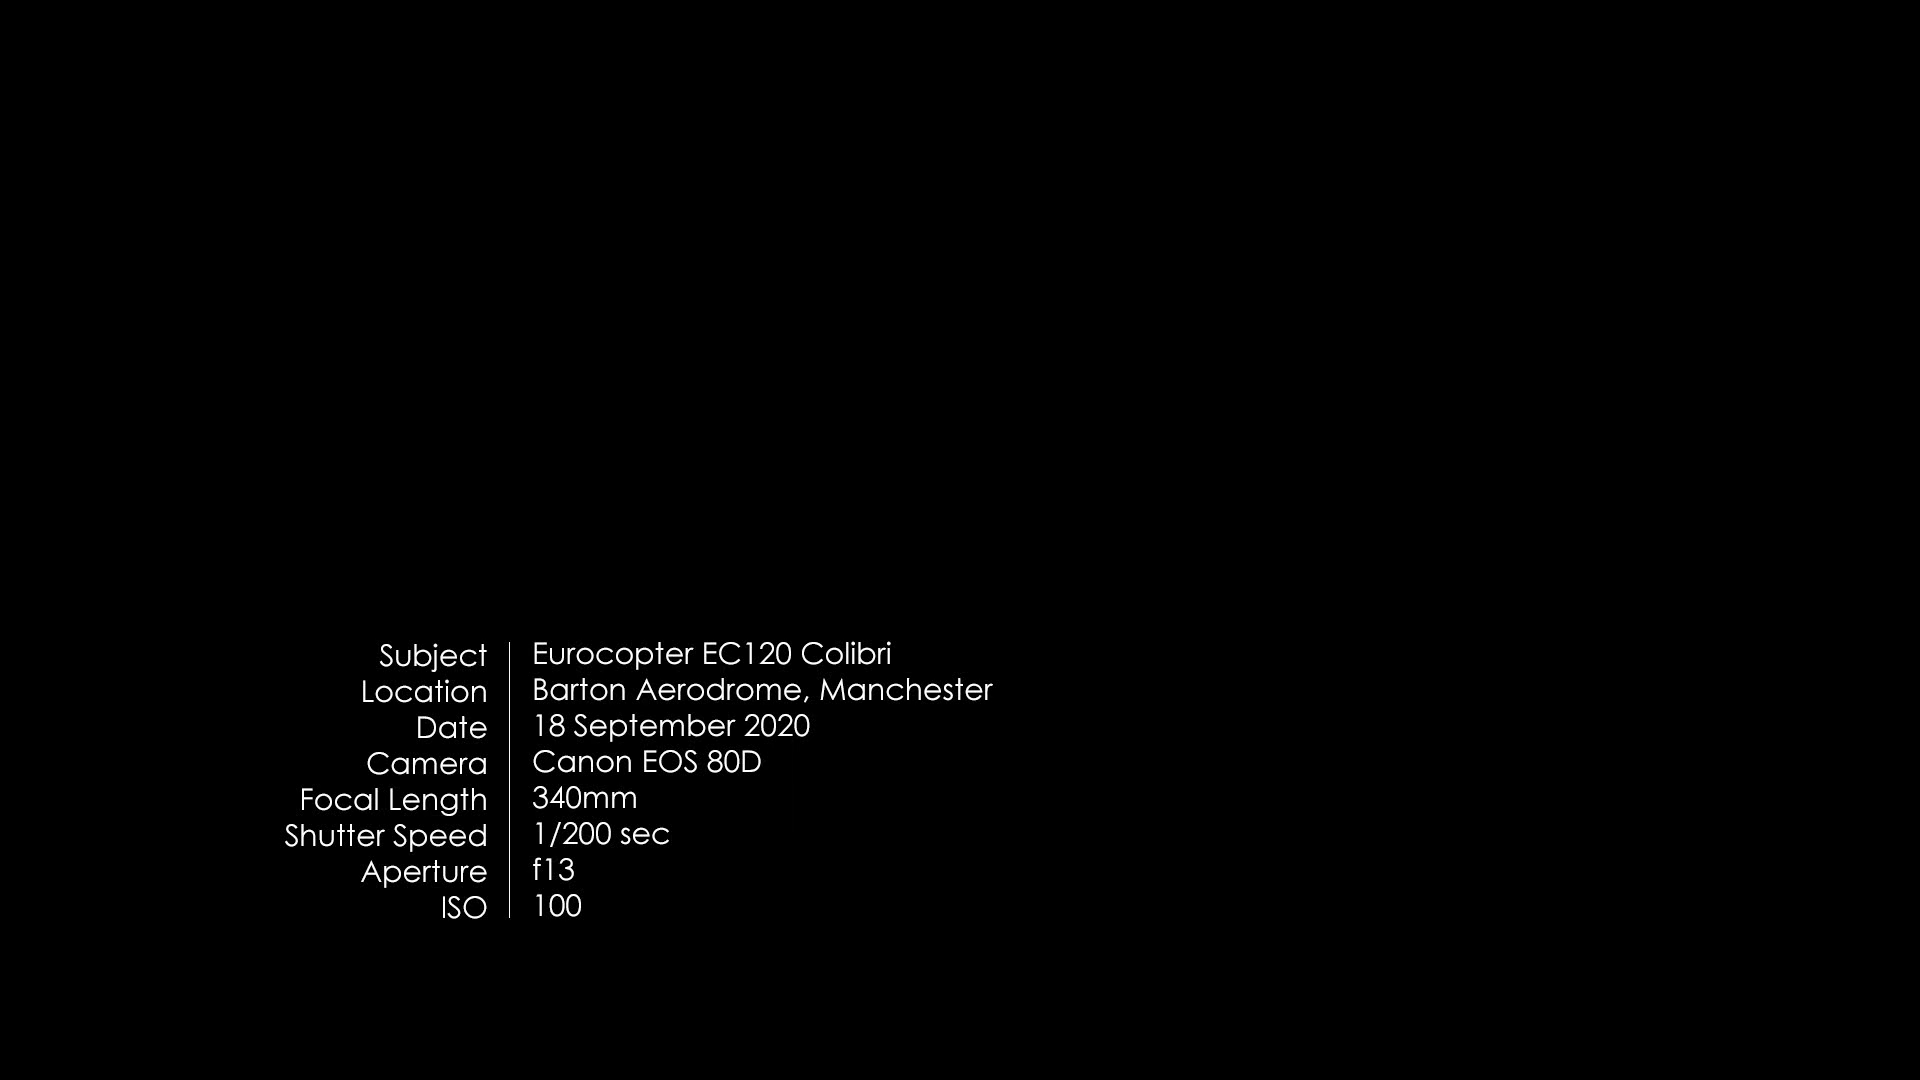 Subject Eurocopter EC120 Colibri
Location Barton Aerodrome, Manchester
Date 18 September 2020
Camera Canon EOS 80D
Focal Length 340mm
Shutter Speed 1/200 sec
Aperture f13
ISO 100